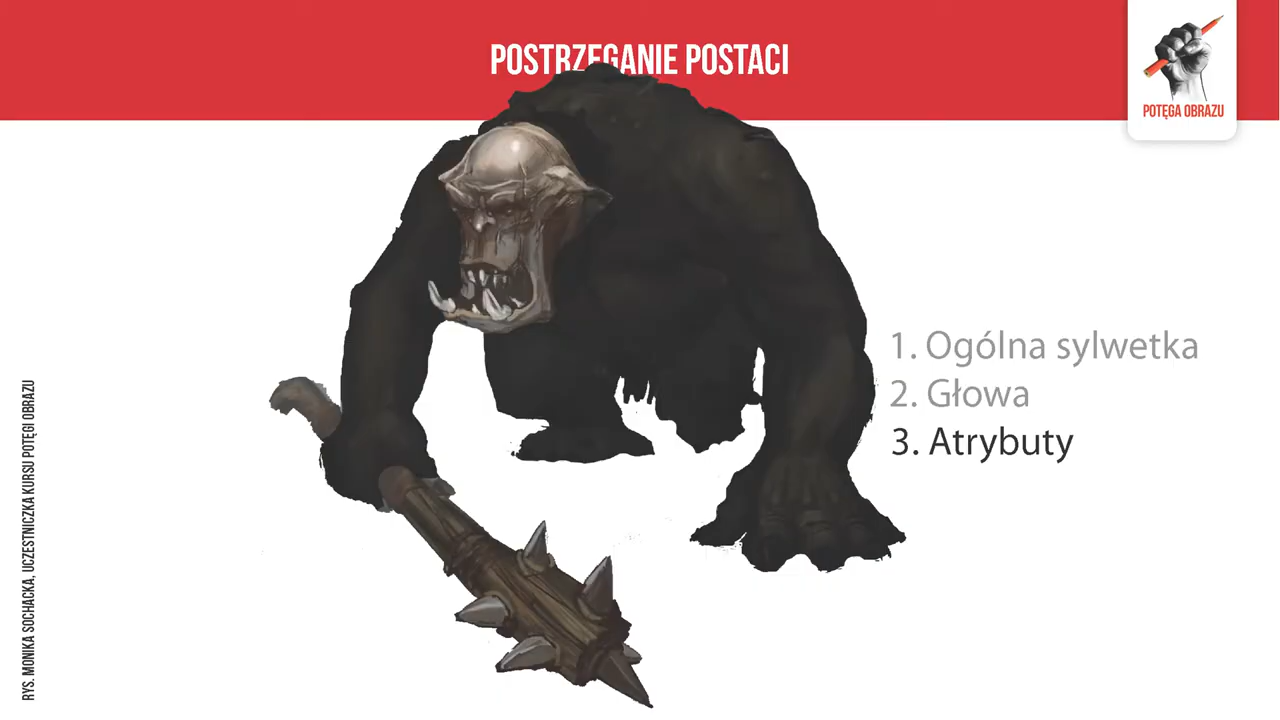 POSTRZEGANIE POSTACI
POTĘGA OBRAZU
1. Ogólna sylwetka
2. Głowa
3. Atrybuty
RYS. MONIKA SOCHACKA, UCZESTNICZKA KURSU POTĘGI OBRAZU